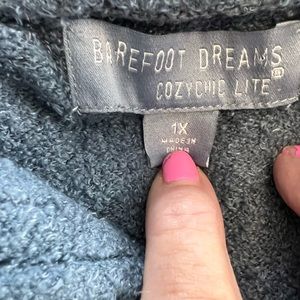 BAREFOOT DREAMS®
COZYCHIC LITE®
1X
MADE IN
CHINA